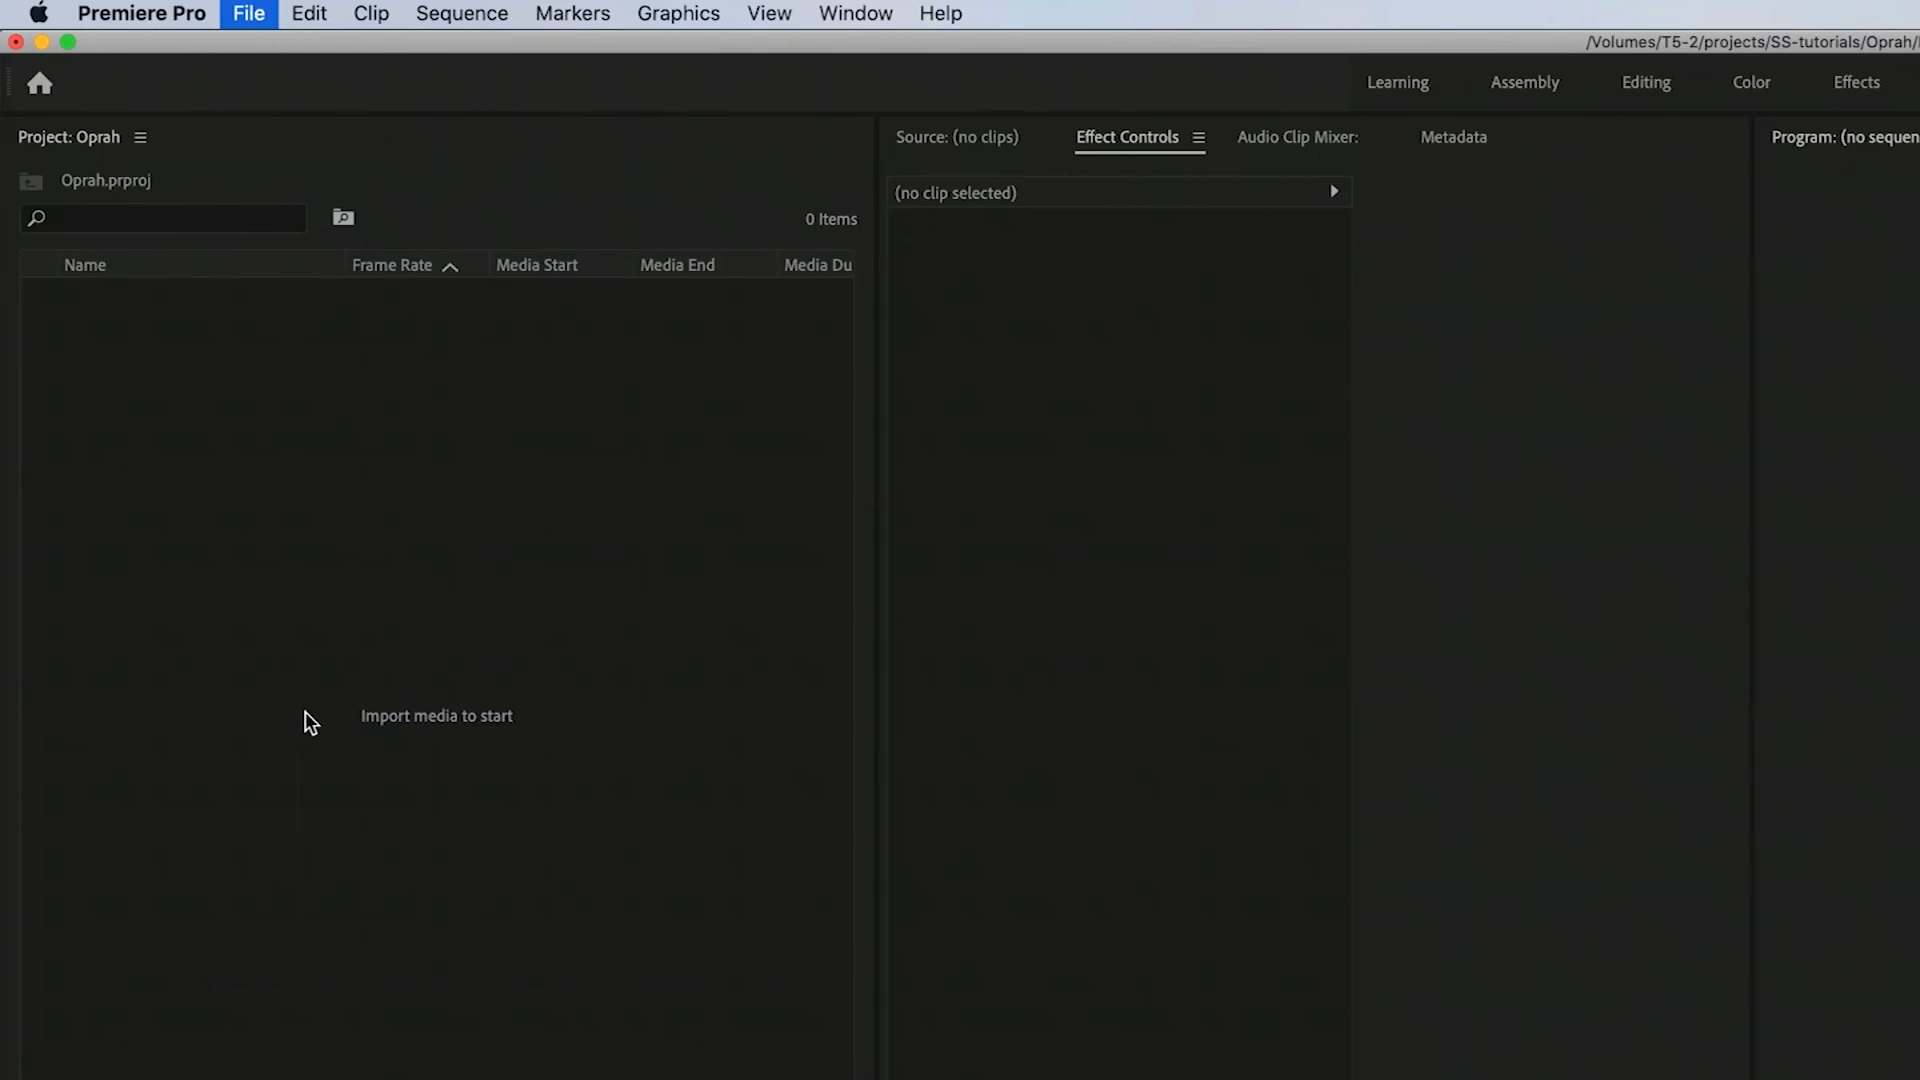 Premiere Pro File Edit Clip Sequence Markers Graphics View Window Help
/Volumes/T5-2/projects/SS-tutorials/Oprah/
Learning Assembly Editing Color Effects
Project: Oprah
Source: (no clips) Effect Controls Audio Clip Mixer: Metadata
Program: (no sequen
Oprah.prproj
(no clip selected)
0 Items
Name Frame Rate Media Start Media End Media Du
Import media to start